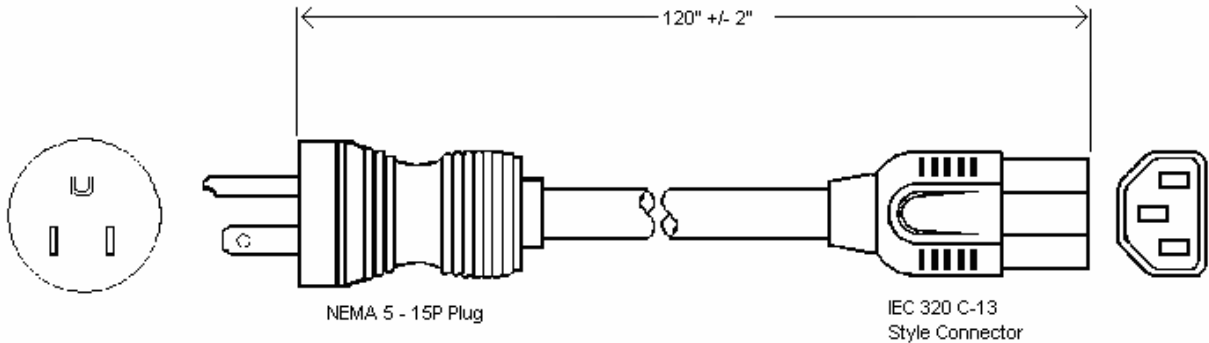 120" +/- 2"
NEMA 5 - 15P Plug
IEC 320 C-13
Style Connector